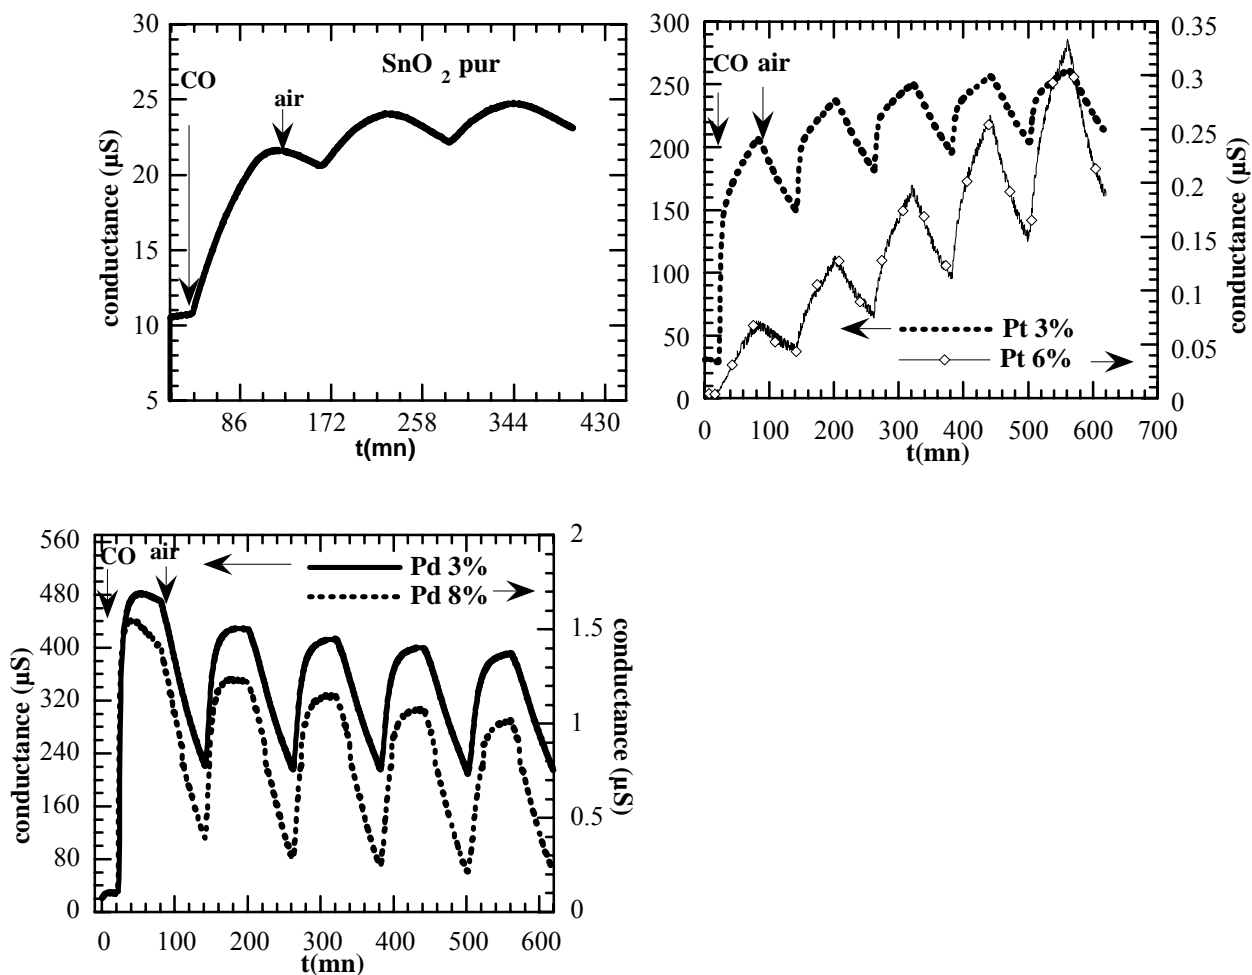 30
25
20
15
10
5
conductance (µS)
CO
air
SnO 2 pur
86 172 258 344 430
t(mn)
300
250
200
150
100
50
0
CO air
0.35
0.3
0.25
0.2
0.15
0.1
0.05
0
conductance (µS)
Pt 3%
Pt 6%
0 100 200 300 400 500 600 700
t(mn)
560
480
400
320
240
160
80
0
conductance (µS)
CO air
Pd 3%
Pd 8%
2
1.5
1
0.5
0
conductance (µS)
0 100 200 300 400 500 600
t(mn)